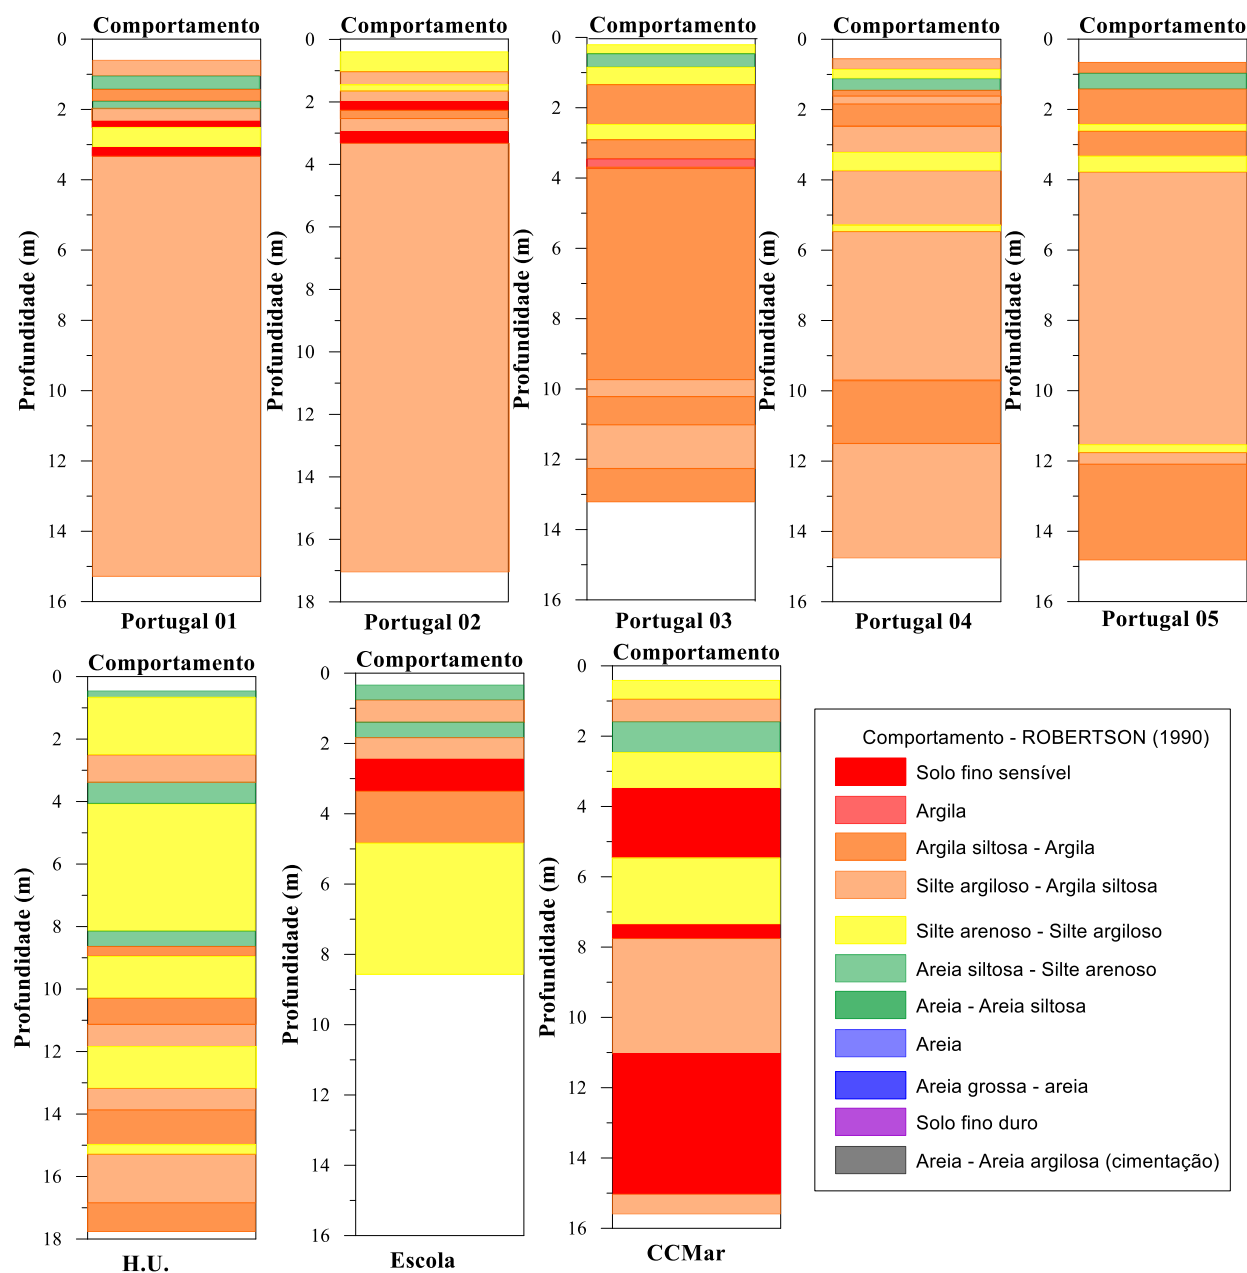 Comportamento
0
2
4
6
8
10
12
14
16
Profundidade (m)
Portugal 01
Comportamento
0
2
4
6
8
10
12
14
16
18
Profundidade (m)
Portugal 02
Comportamento
0
2
4
6
8
10
12
14
16
Profundidade (m)
Portugal 03
Comportamento
0
2
4
6
8
10
12
14
16
Profundidade (m)
Portugal 04
Comportamento
0
2
4
6
8
10
12
14
16
Profundidade (m)
Portugal 05
Comportamento
0
2
4
6
8
10
12
14
16
18
Profundidade (m)
H.U.
Comportamento
0
2
4
6
8
10
12
14
16
Profundidade (m)
Escola
Comportamento
0
2
4
6
8
10
12
14
16
Profundidade (m)
CCMar
Comportamento - ROBERTSON (1990)
Solo fino sensível
Argila
Argila siltosa - Argila
Silte argiloso - Argila siltosa
Silte arenoso - Silte argiloso
Areia siltosa - Silte arenoso
Areia - Areia siltosa
Areia
Areia grossa - areia
Solo fino duro
Areia - Areia argilosa (cimentação)